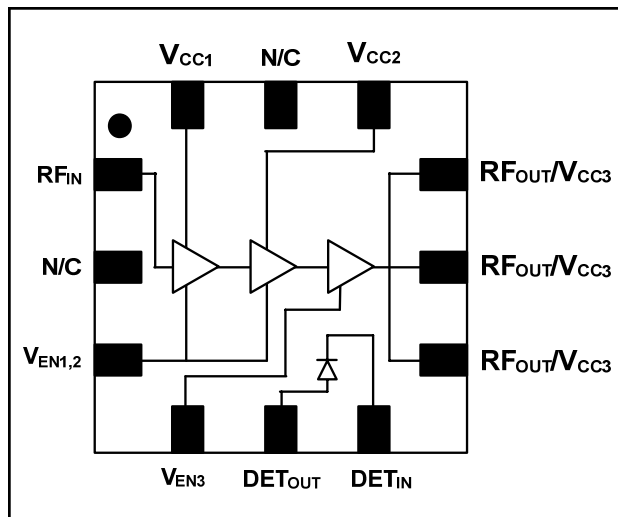 VCC1 N/C VCC2
RFIN RFOUT/VCC3
N/C RFOUT/VCC3
VEN1,2 RFOUT/VCC3
VEN3 DETOUT DETIN